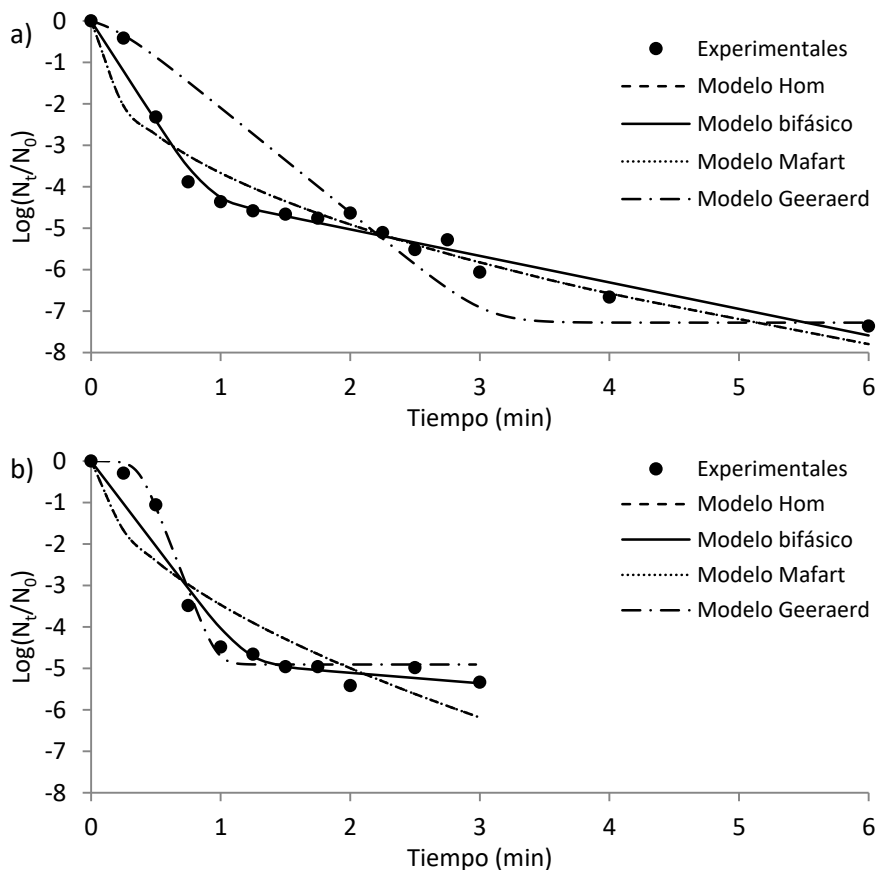 a)
0
-1
-2
-3
-4
-5
-6
-7
-8
Log(Nt/N0)
Experimentales
Modelo Hom
Modelo bifásico
Modelo Mafart
Modelo Geeraerd
0 1 2 3 4 5 6
Tiempo (min)
b)
0
-1
-2
-3
-4
-5
-6
-7
-8
Log(Nt/N0)
Experimentales
Modelo Hom
Modelo bifásico
Modelo Mafart
Modelo Geeraerd
0 1 2 3 4 5 6
Tiempo (min)